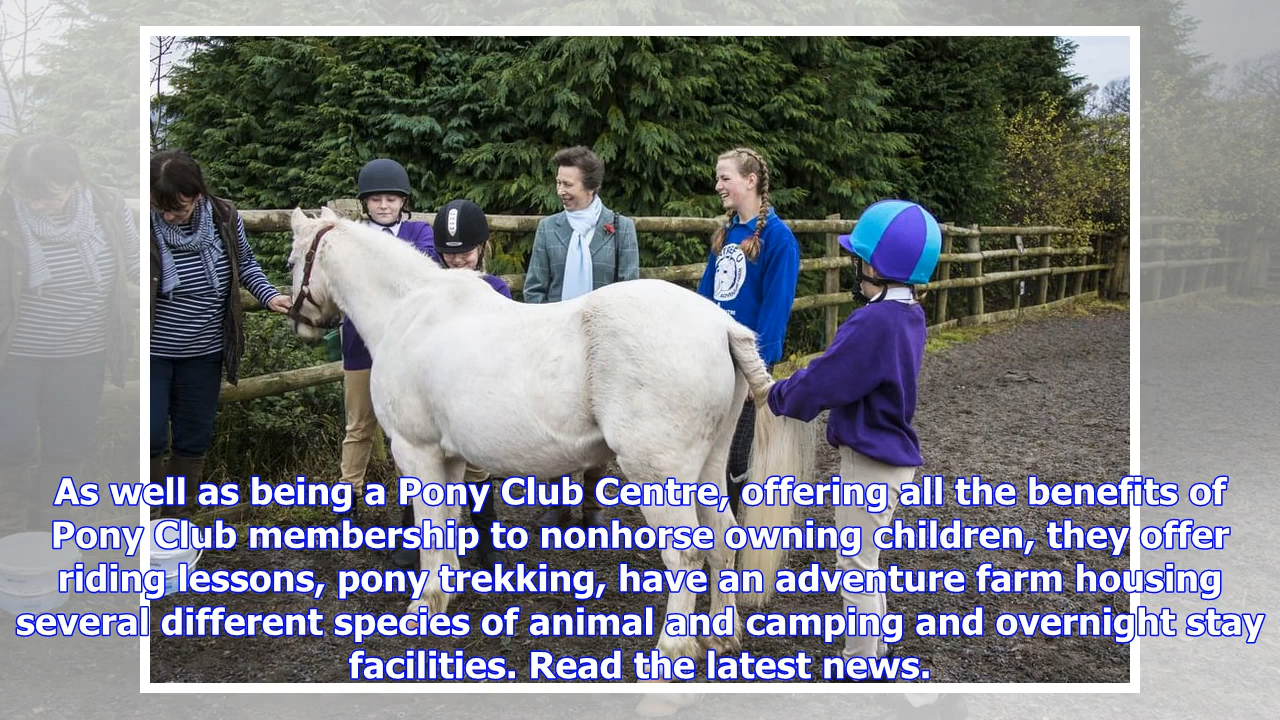 As well as being a Pony Club Centre, offering all the benefits of
Pony Club membership to nonhorse owning children, they offer
riding lessons, pony trekking, have an adventure farm housing
several different species of animal and camping and overnight stay
facilities. Read the latest news.